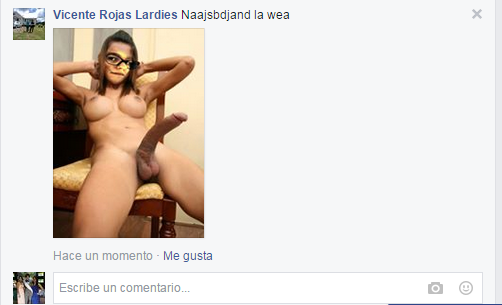 Vicente Rojas Lardies Naajsbdjand la wea
Hace un momento · Me gusta
Escribe un comentario...